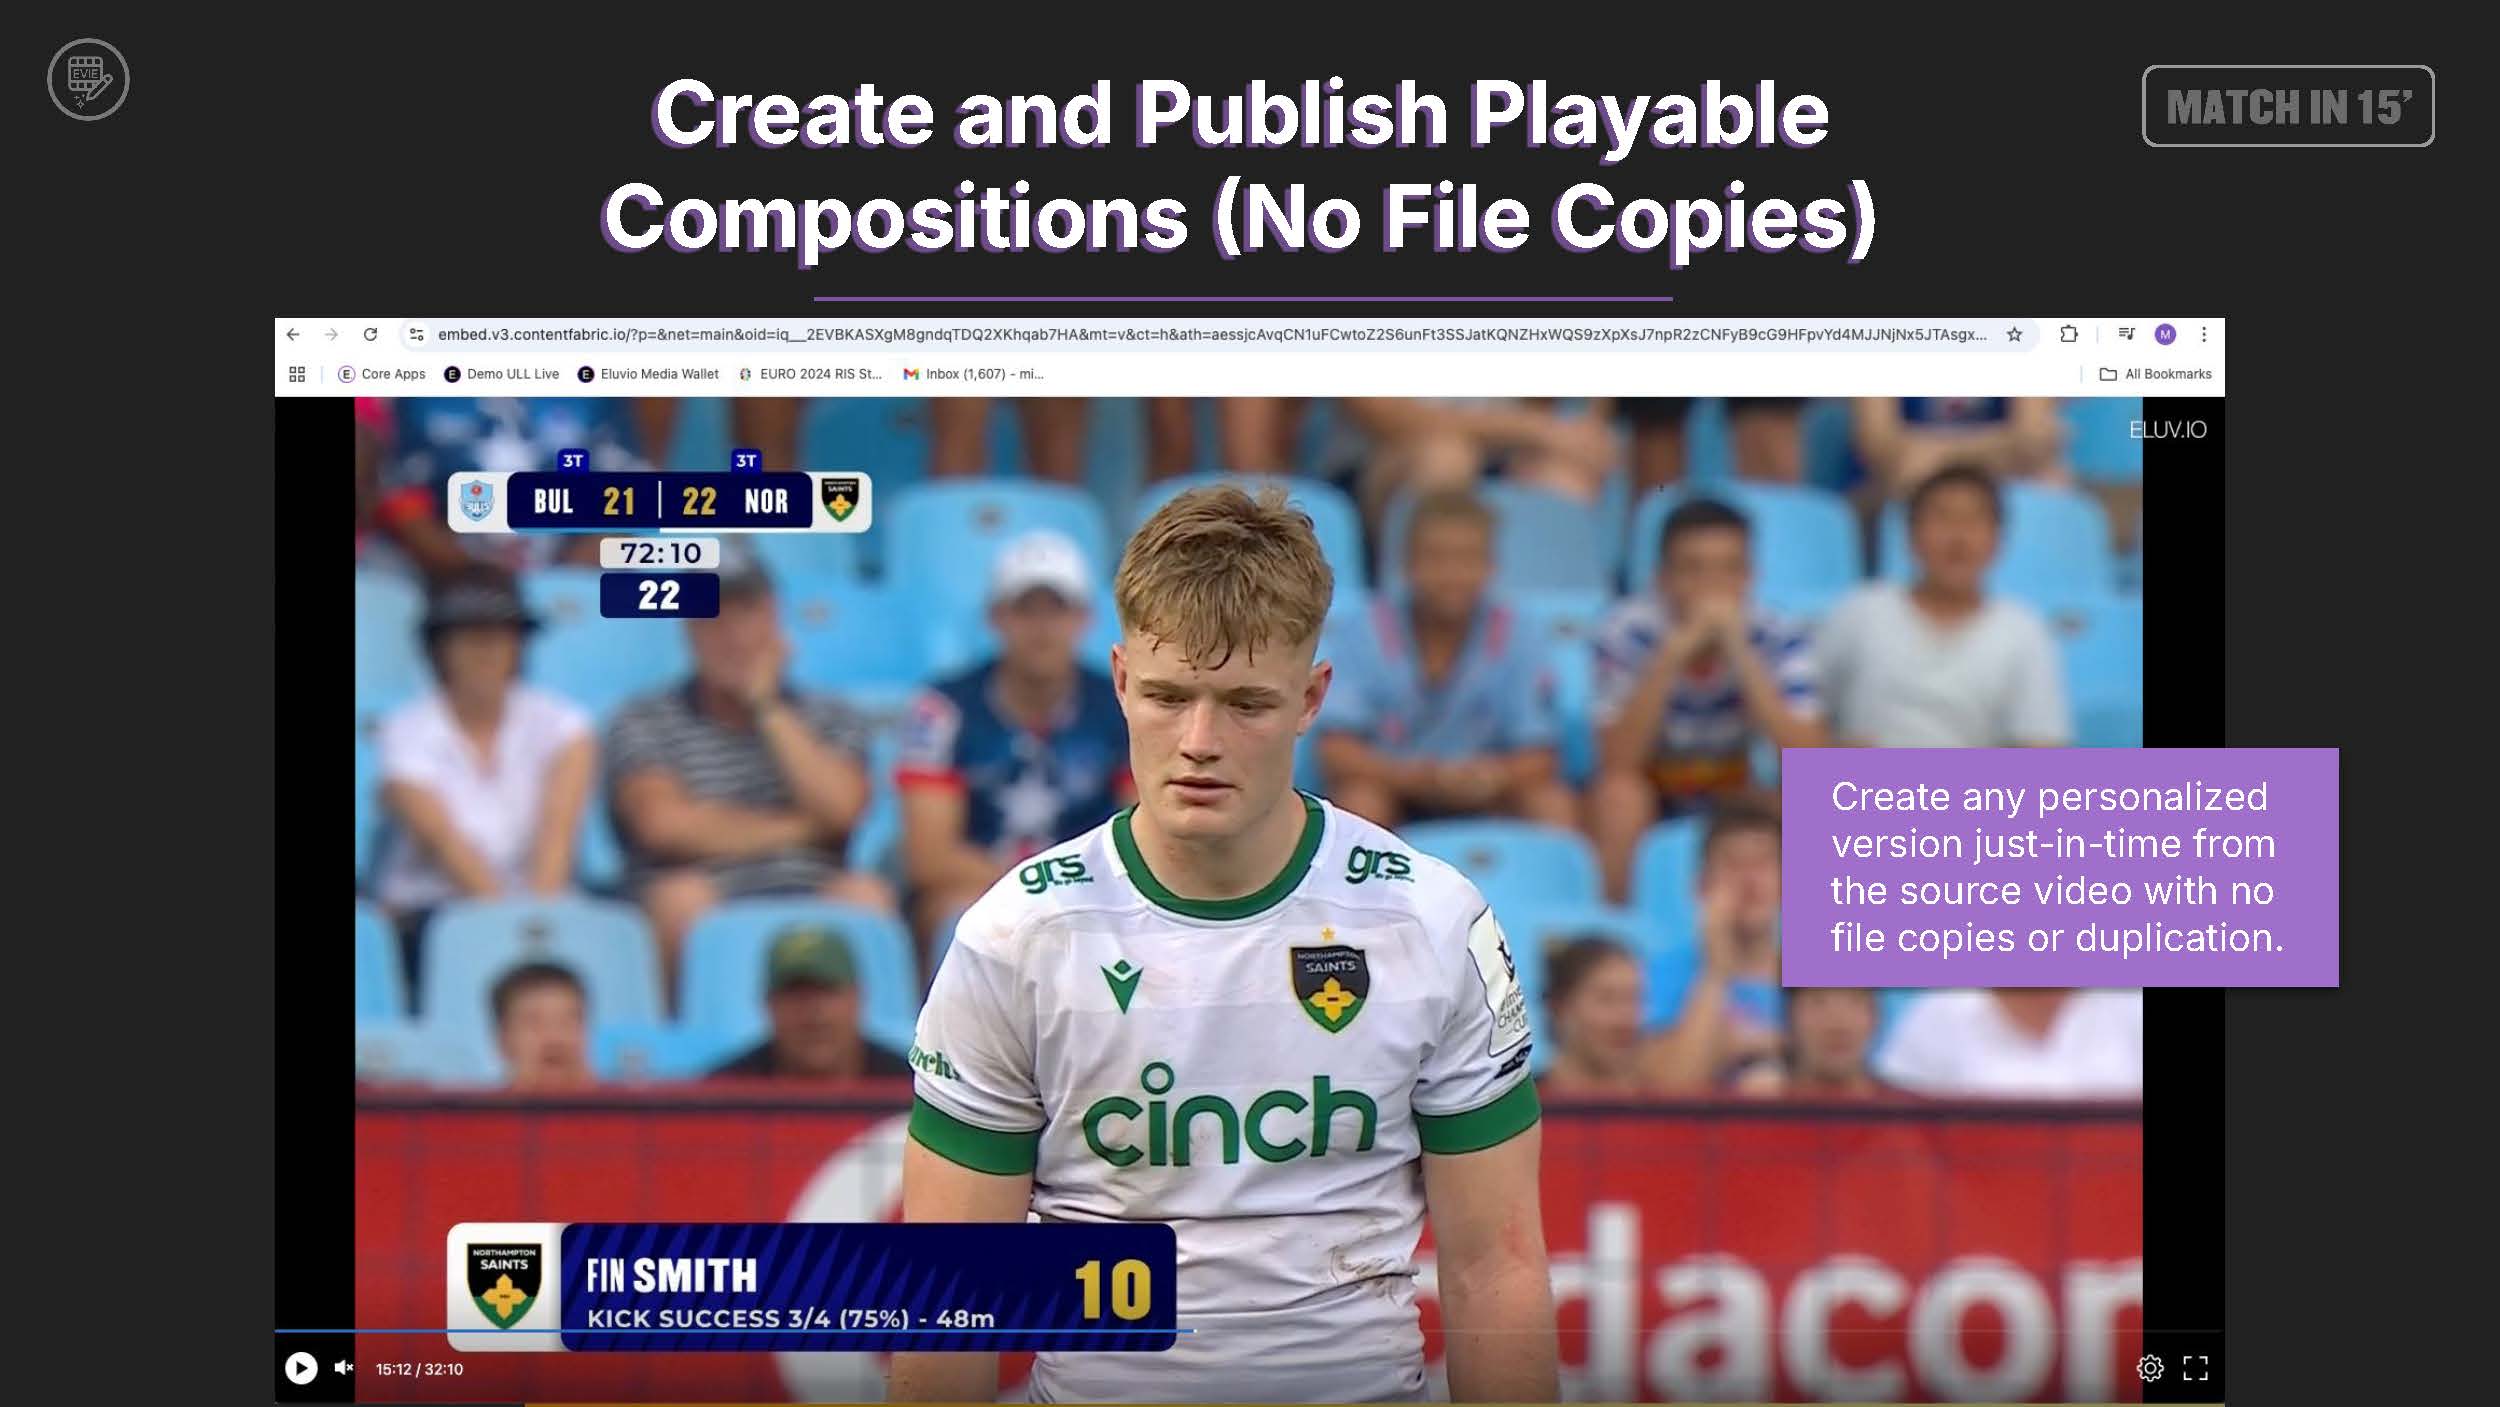 EVIE
Create and Publish Playable
Compositions (No File Copies)
MATCH IN 15’
embed.v3.contentfabric.io/?p=&net=main&oid=iq__2EVBKASXgM8gndqTDQ2XKhqab7HA&mt=v&ct=h&ath=aessjcAvqCN1uFCwtoZ2S6unFt3SSJatKQNZHxWQS9zXpXsJ7npR2zCNFyB9cG9HFpvYd4MJJNjNx5JTAsgx...
M
E Core Apps
E Demo ULL Live
E Eluvio Media Wallet
EURO 2024 RIS St...
Inbox (1,607) - mi...
All Bookmarks
ELUV.IO
3T 3T
BUL 21 22 NOR
SAINTS
72:10
22
grs grs
NORTHAMPTON
SAINTS
cinch
Create any personalized
version just-in-time from
the source video with no
file copies or duplication.
dacor
NORTHAMPTON
SAINTS
FIN SMITH
KICK SUCCESS 3/4 (75%) - 48m
10
15:12 / 32:10